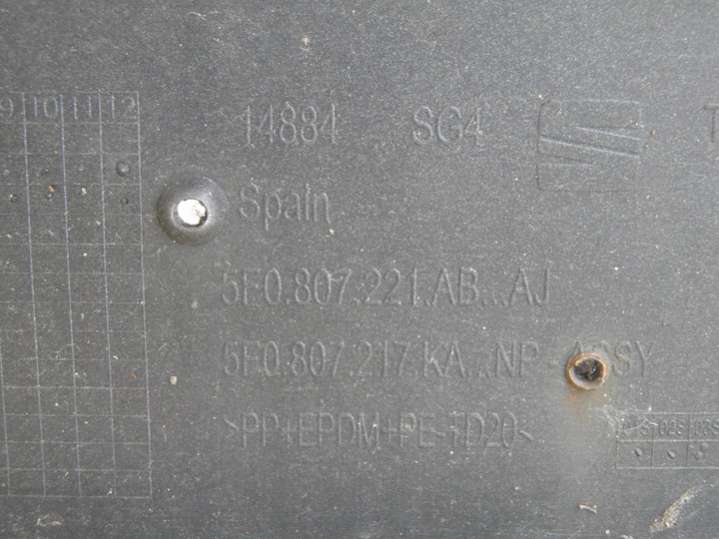 9 10 11 12
14884 SG4
Spain
5F0.807.221.AB...AJ
5F0.807.217.KA...NP
>PP+EPDM+PE-TD20<